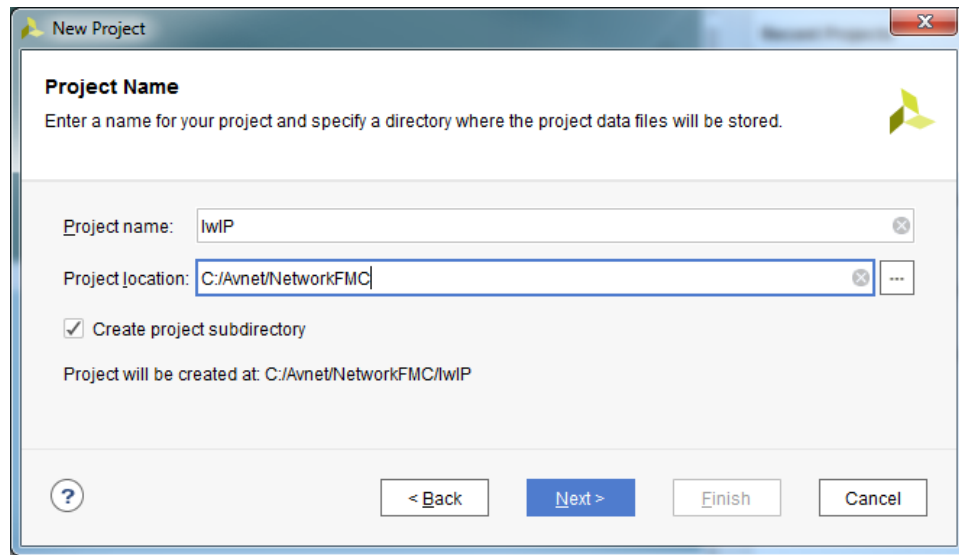 New Project
Recent Projects
Project Name
Enter a name for your project and specify a directory where the project data files will be stored.
Project name: lwIP
Project location: C:/Avnet/NetworkFMC
...
Create project subdirectory
Project will be created at: C:/Avnet/NetworkFMC/lwIP
?
< Back
Next >
Finish
Cancel